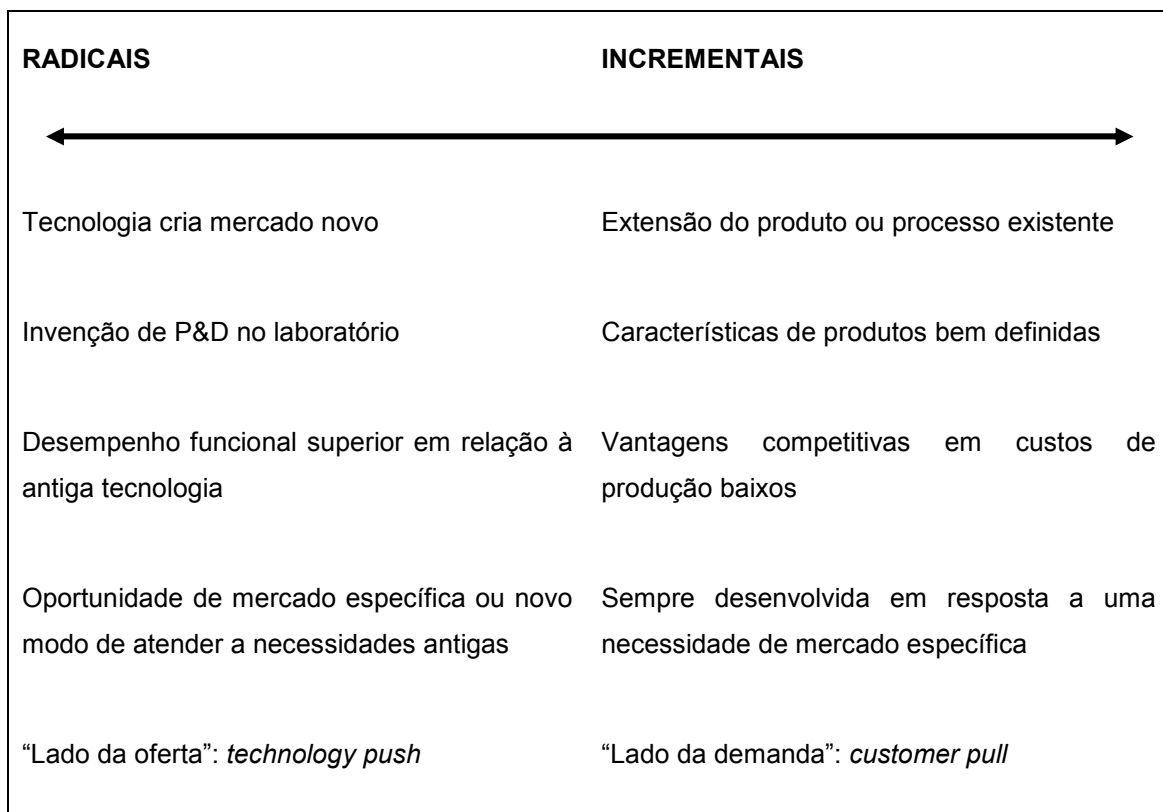 RADICAIS INCREMENTAIS
Tecnologia cria mercado novo Extensão do produto ou processo existente
Invenção de P&D no laboratório Características de produtos bem definidas
Desempenho funcional superior em relação à Vantagens competitivas em custos de
antiga tecnologia produção baixos
Oportunidade de mercado específica ou novo Sempre desenvolvida em resposta a uma
modo de atender a necessidades antigas necessidade de mercado específica
“Lado da oferta”: technology push “Lado da demanda”: customer pull